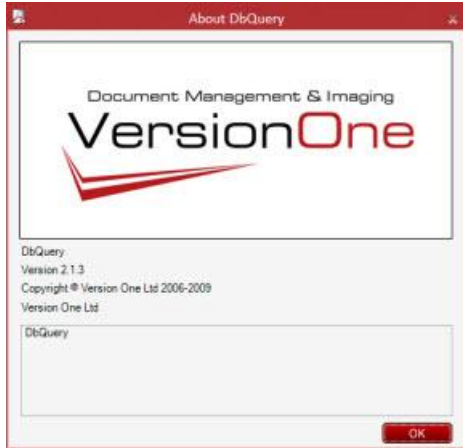 About DbQuery
Document Management & Imaging
VersionOne
DbQuery
Version 2.1.3
Copyright © Version One Ltd 2006-2009
Version One Ltd
DbQuery
OK